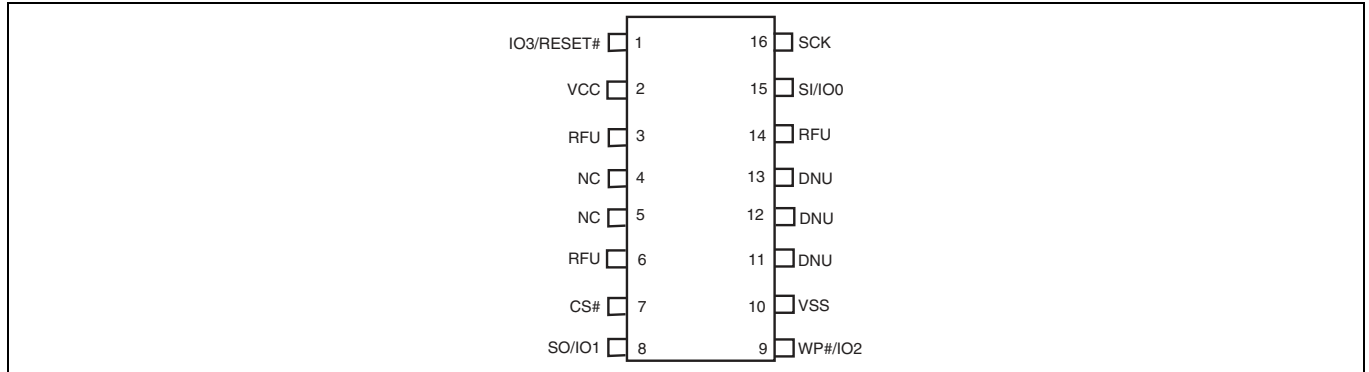 IO3/RESET# 1 16 SCK
VCC 2 15 SI/IO0
RFU 3 14 RFU
NC 4 13 DNU
NC 5 12 DNU
RFU 6 11 DNU
CS# 7 10 VSS
SO/IO1 8 9 WP#/IO2